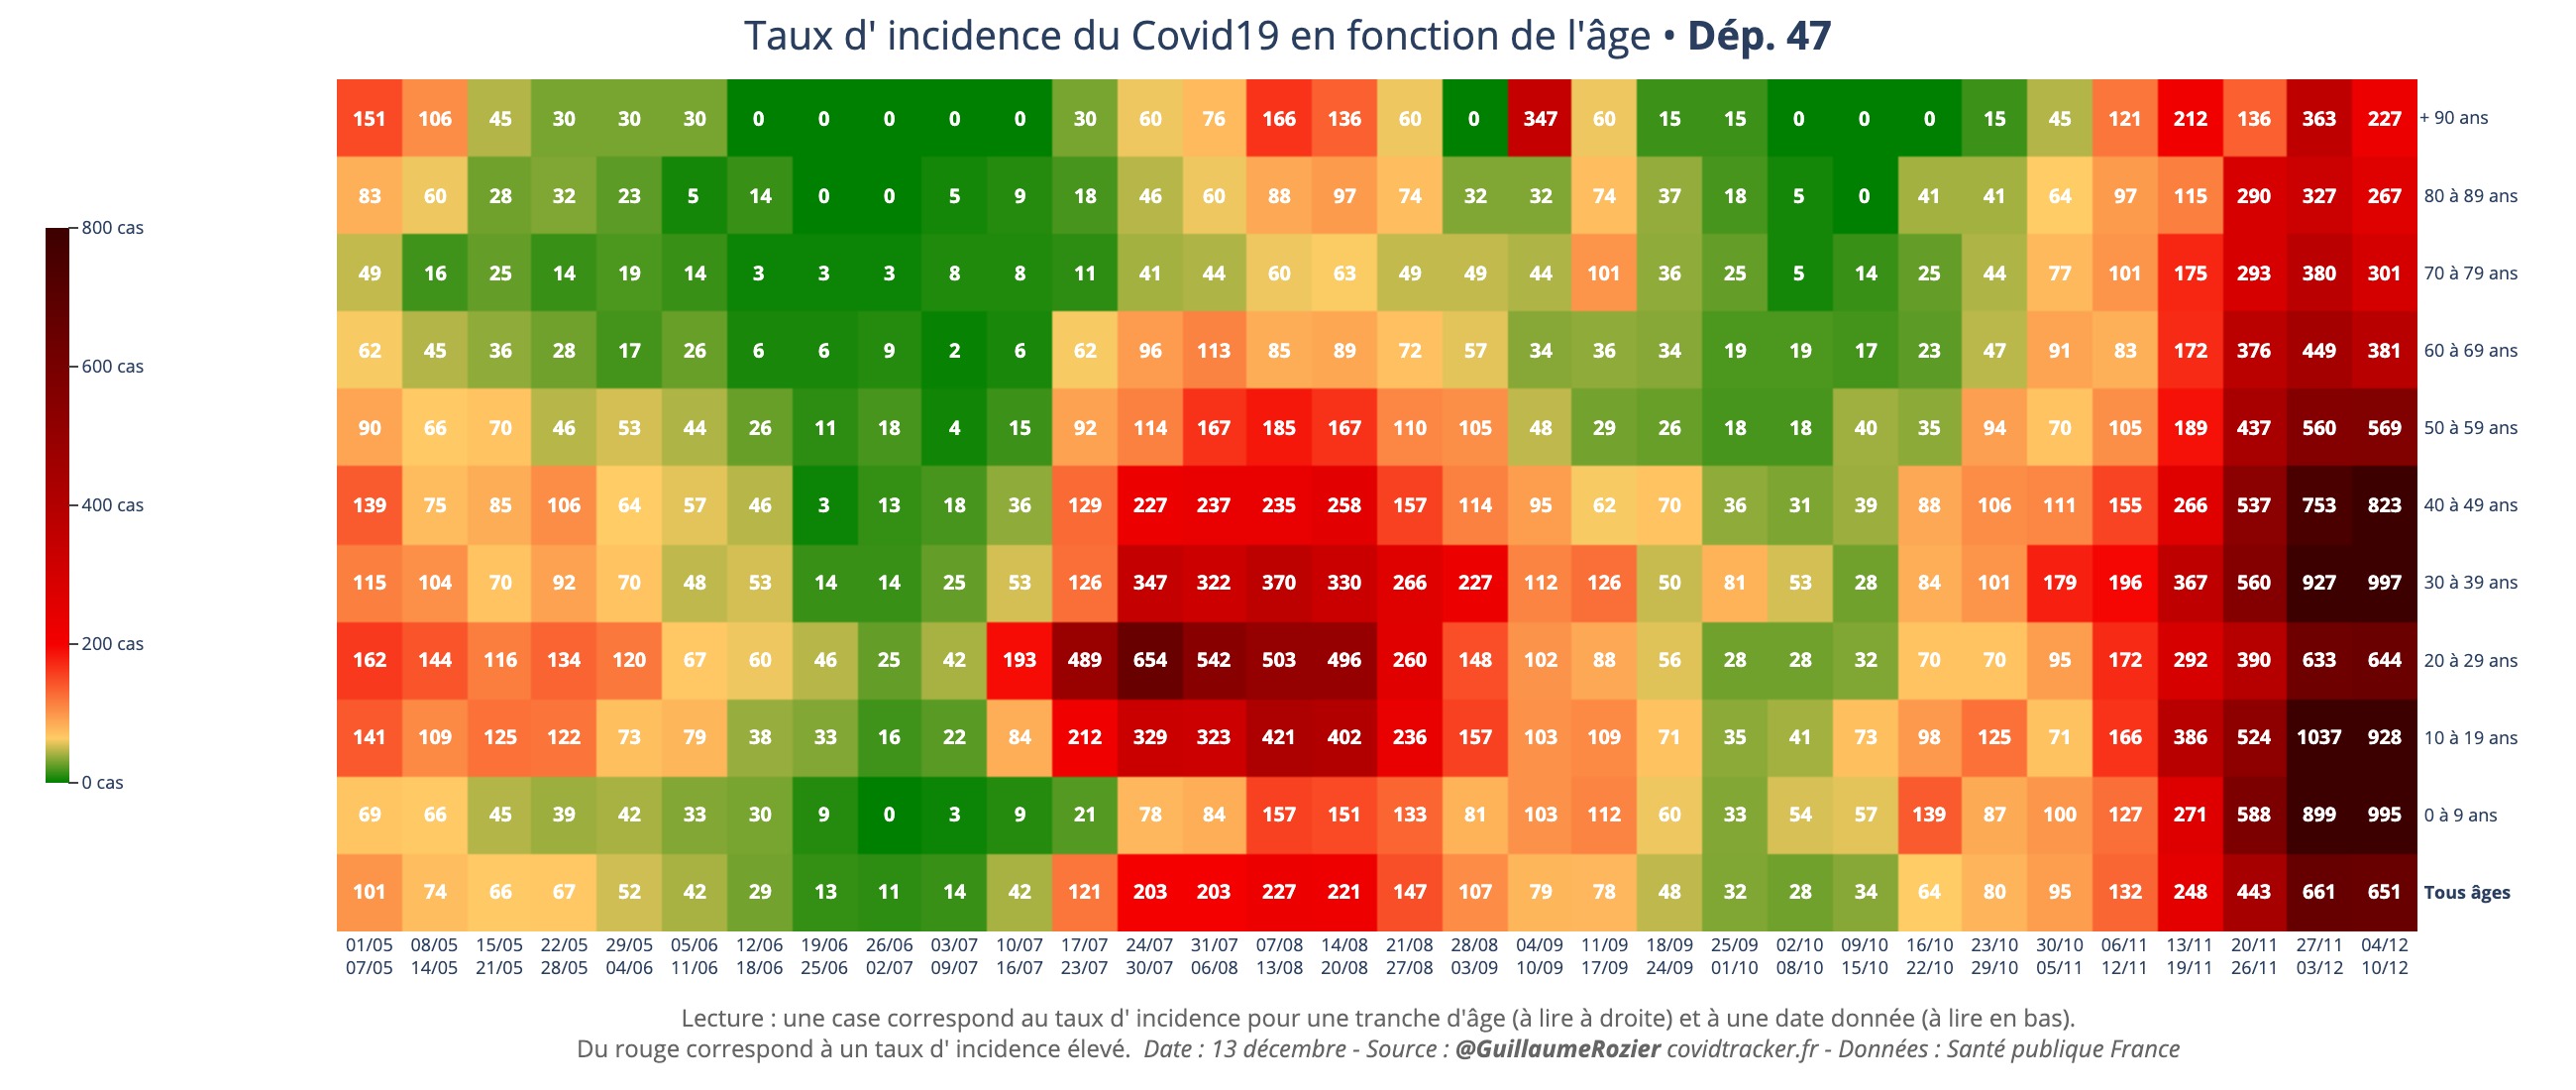 Taux d' incidence du Covid19 en fonction de l'âge • Dép. 47
800 cas
600 cas
400 cas
200 cas
0 cas
151 106 45 30 30 30 0 0 0 0 0 30 60 76 166 136 60 0 347 60 15 15 0 0 0 15 45 121 212 136 363 227 + 90 ans
83 60 28 32 23 5 14 0 0 5 9 18 46 60 88 97 74 32 32 74 37 18 5 0 41 41 64 97 115 290 327 267 80 à 89 ans
49 16 25 14 19 14 3 3 3 8 8 11 41 44 60 63 49 49 44 101 36 25 5 14 25 44 77 101 175 293 380 301 70 à 79 ans
62 45 36 28 17 26 6 6 9 2 6 62 96 113 85 89 72 57 34 36 34 19 19 17 23 47 91 83 172 376 449 381 60 à 69 ans
90 66 70 46 53 44 26 11 18 4 15 92 114 167 185 167 110 105 48 29 26 18 18 40 35 94 70 105 189 437 560 569 50 à 59 ans
139 75 85 106 64 57 46 3 13 18 36 129 227 237 235 258 157 114 95 62 70 36 31 39 88 106 111 155 266 537 753 823 40 à 49 ans
115 104 70 92 70 48 53 14 14 25 53 126 347 322 370 330 266 227 112 126 50 81 53 28 84 101 179 196 367 560 927 997 30 à 39 ans
162 144 116 134 120 67 60 46 25 42 193 489 654 542 503 496 260 148 102 88 56 28 28 32 70 70 95 172 292 390 633 644 20 à 29 ans
141 109 125 122 73 79 38 33 16 22 84 212 329 323 421 402 236 157 103 109 71 35 41 73 98 125 71 166 386 524 1037 928 10 à 19 ans
69 66 45 39 42 33 30 9 0 3 9 21 78 84 157 151 133 81 103 112 60 33 54 57 139 87 100 127 271 588 899 995 0 à 9 ans
101 74 66 67 52 42 29 13 11 14 42 121 203 203 227 221 147 107 79 78 48 32 28 34 64 80 95 132 248 443 661 651 Tous âges
01/05 08/05 15/05 22/05 29/05 05/06 12/06 19/06 26/06 03/07 10/07 17/07 24/07 31/07 07/08 14/08 21/08 28/08 04/09 11/09 18/09 25/09 02/10 09/10 16/10 23/10 30/10 06/11 13/11 20/11 27/11 04/12
07/05 14/05 21/05 28/05 04/06 11/06 18/06 25/06 02/07 09/07 16/07 23/07 30/07 06/08 13/08 20/08 27/08 03/09 10/09 17/09 24/09 01/10 08/10 15/10 22/10 29/10 05/11 12/11 19/11 26/11 03/12 10/12
Lecture : une case correspond au taux d' incidence pour une tranche d'âge (à lire à droite) et à une date donnée (à lire en bas).
Du rouge correspond à un taux d' incidence élevé. Date : 13 décembre - Source : @GuillaumeRozier covidtracker.fr - Données : Santé publique France